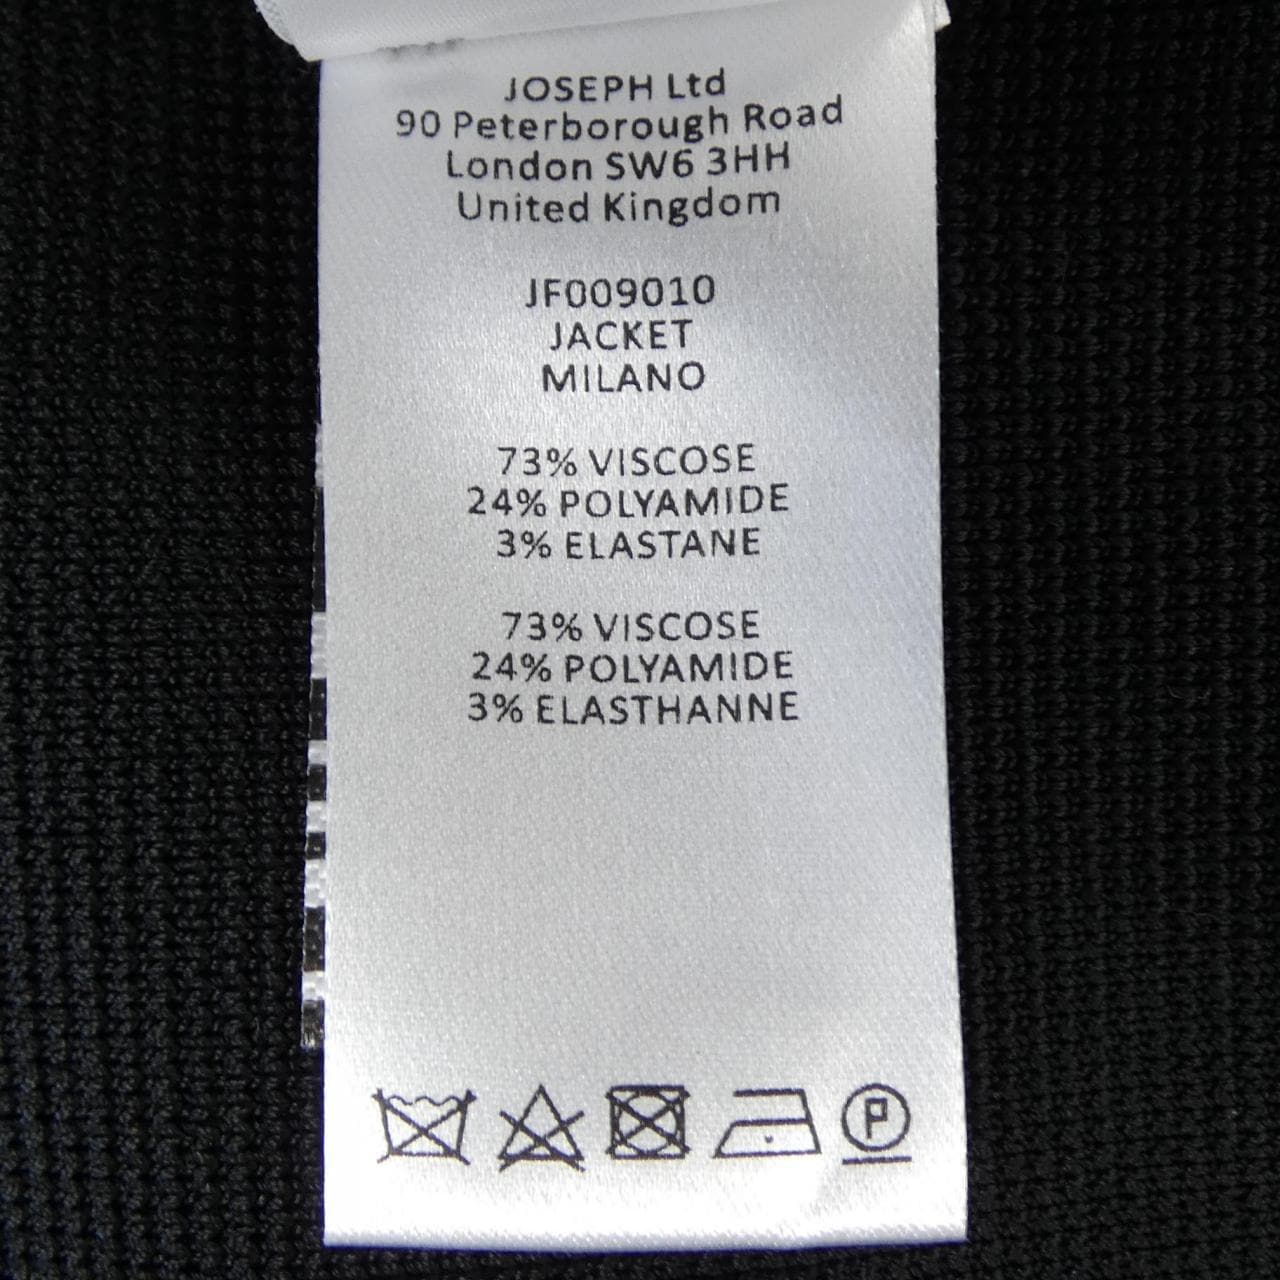 JOSEPH Ltd
90 Peterborough Road
London SW6 3HH
United Kingdom
JF009010
JACKET
MILANO
73% VISCOSE
24% POLYAMIDE
3% ELASTANE
73% VISCOSE
24% POLYAMIDE
3% ELASTHANNE
P